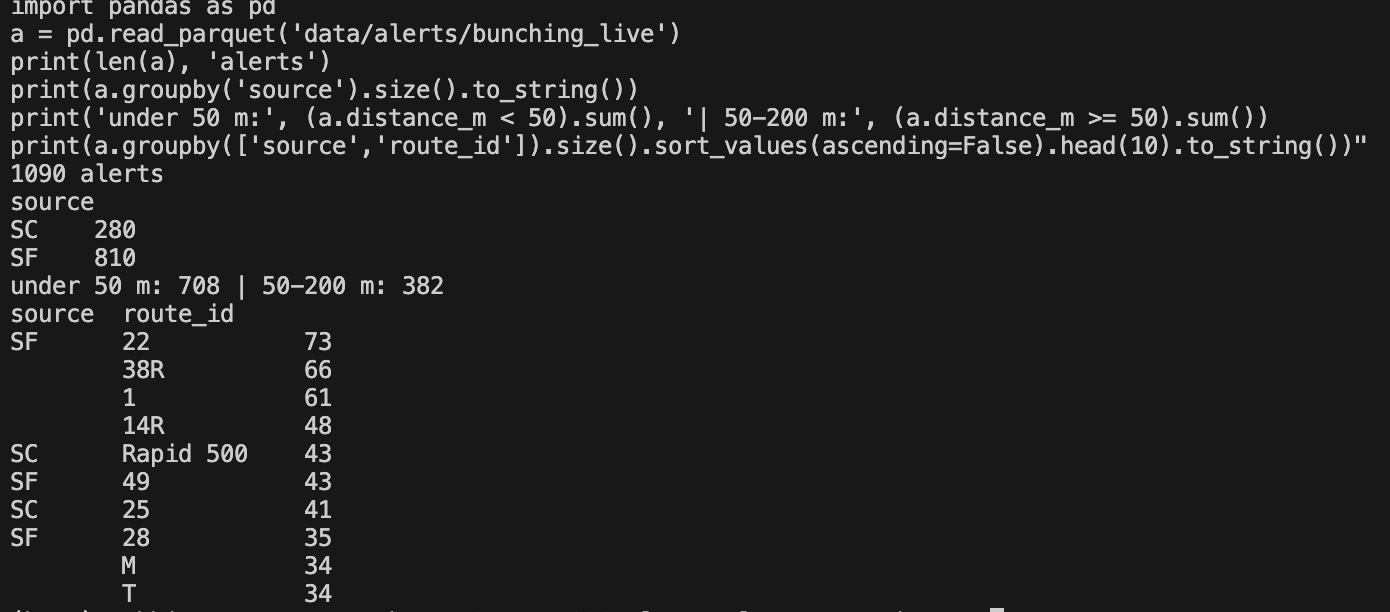 import pandas as pd
a = pd.read_parquet('data/alerts/bunching_live')
print(len(a), 'alerts')
print(a.groupby('source').size().to_string())
print('under 50 m:', (a.distance_m < 50).sum(), '| 50-200 m:', (a.distance_m >= 50).sum())
print(a.groupby(['source','route_id']).size().sort_values(ascending=False).head(10).to_string())"
1090 alerts
source
SC    280
SF    810
under 50 m: 708 | 50-200 m: 382
source  route_id
SF      22           73
        38R          66
        1            61
        14R          48
SC      Rapid 500    43
SF      49           43
SC      25           41
SF      28           35
        M            34
        T            34